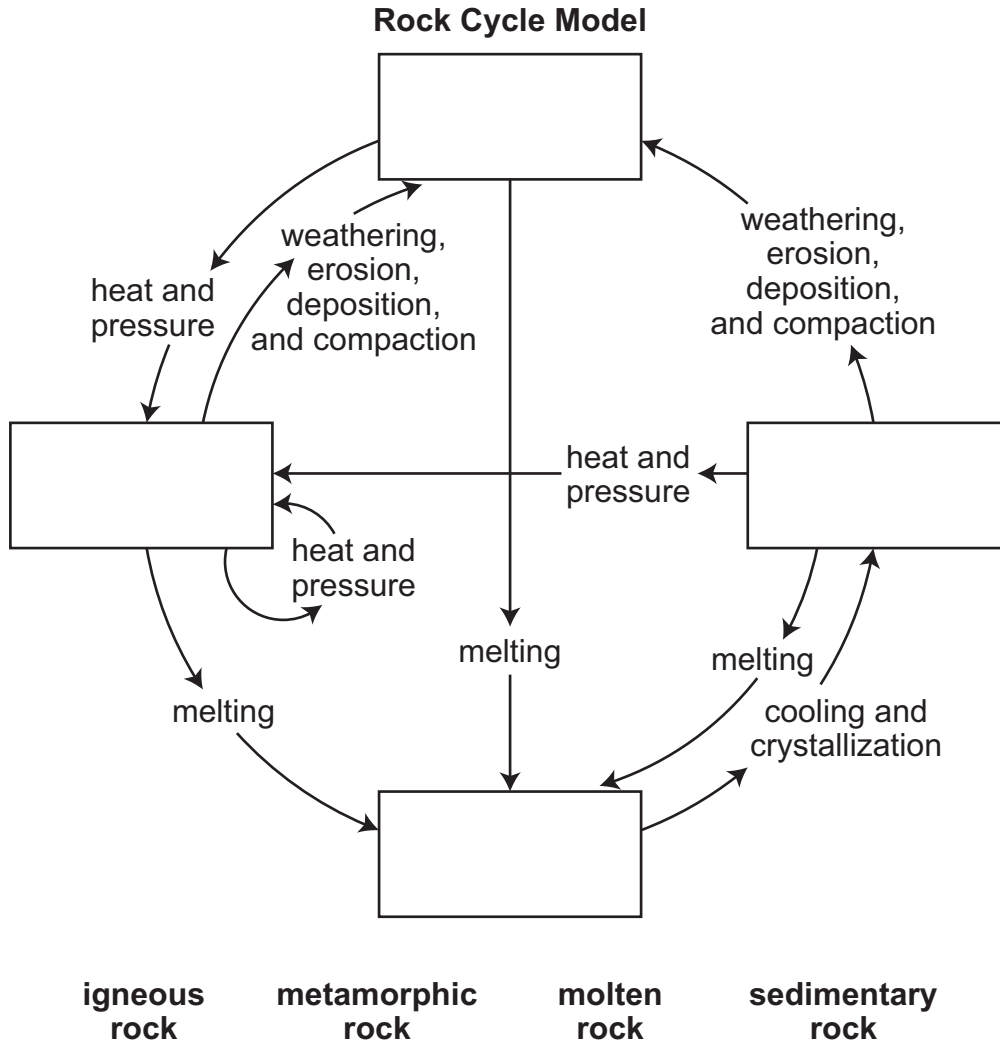 Rock Cycle Model
weathering,
erosion,
deposition,
and compaction
heat and
pressure
weathering,
erosion,
deposition,
and compaction
heat and
pressure
heat and
pressure
melting
melting
melting
cooling and
crystallization
igneous
rock
metamorphic
rock
molten
rock
sedimentary
rock